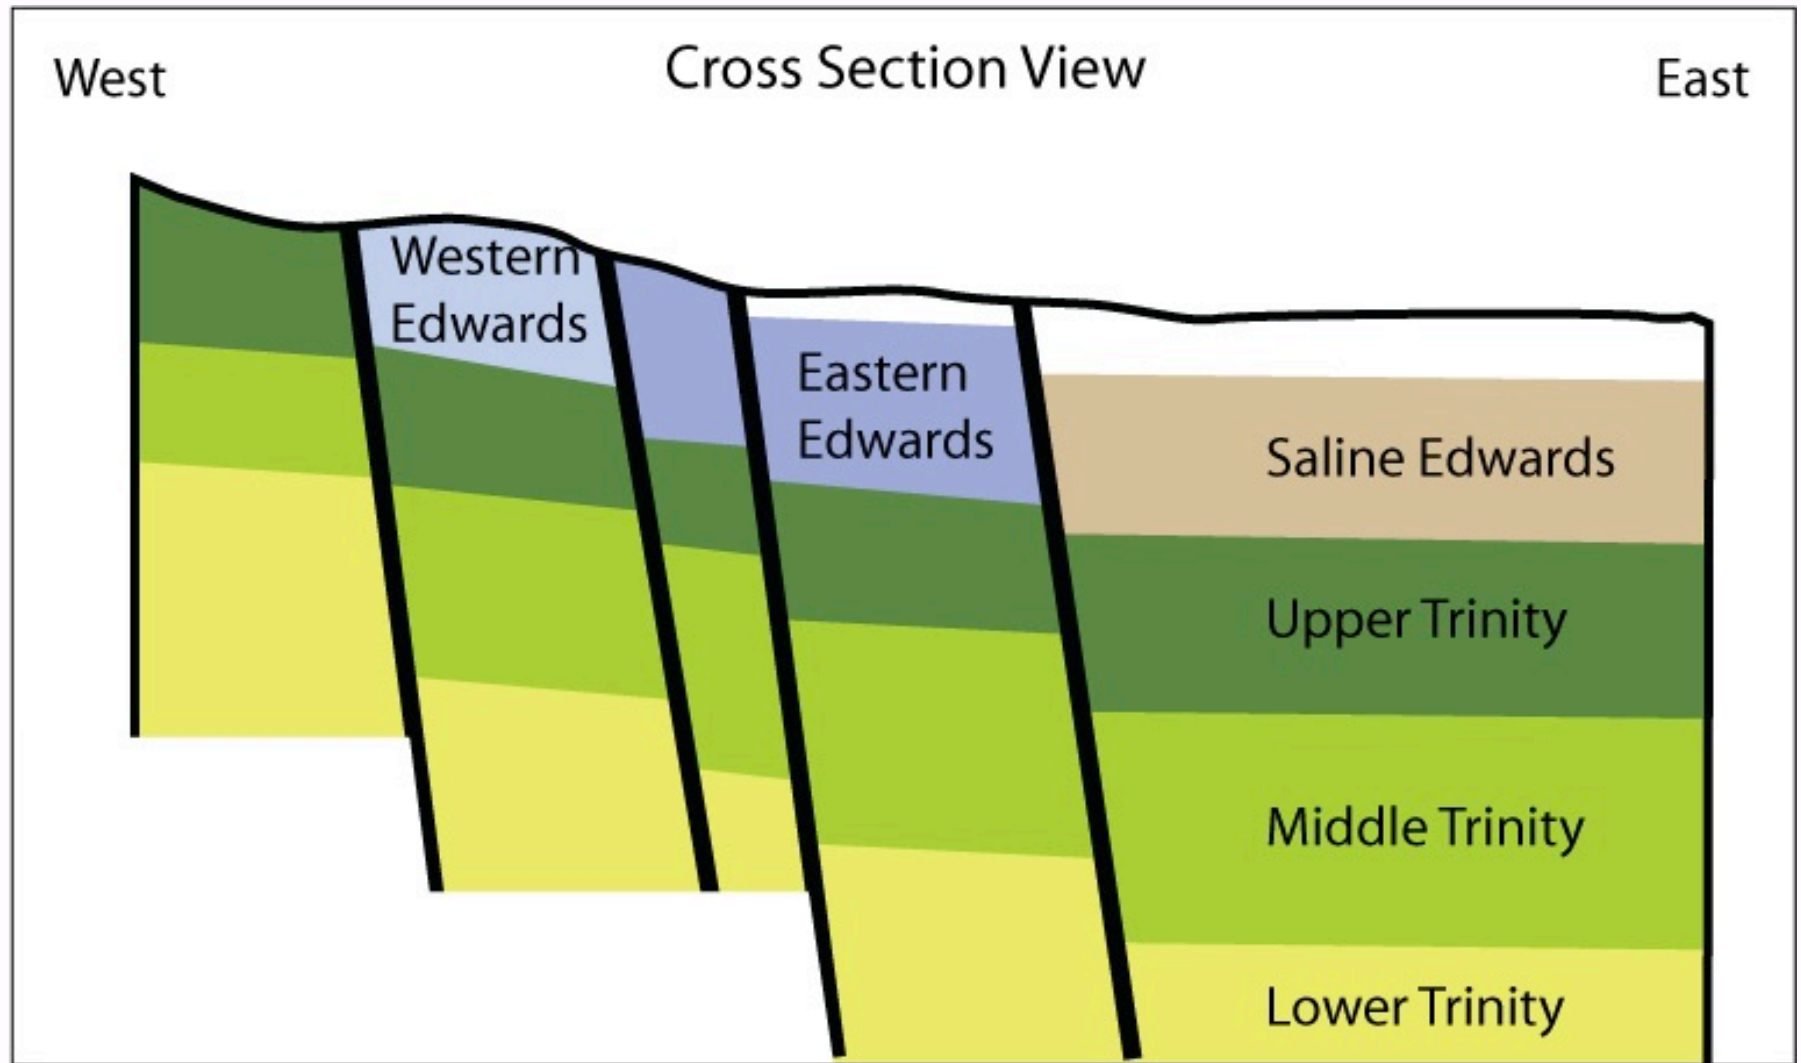 West
Cross Section View
East
Western
Edwards
Eastern
Edwards
Saline Edwards
Upper Trinity
Middle Trinity
Lower Trinity